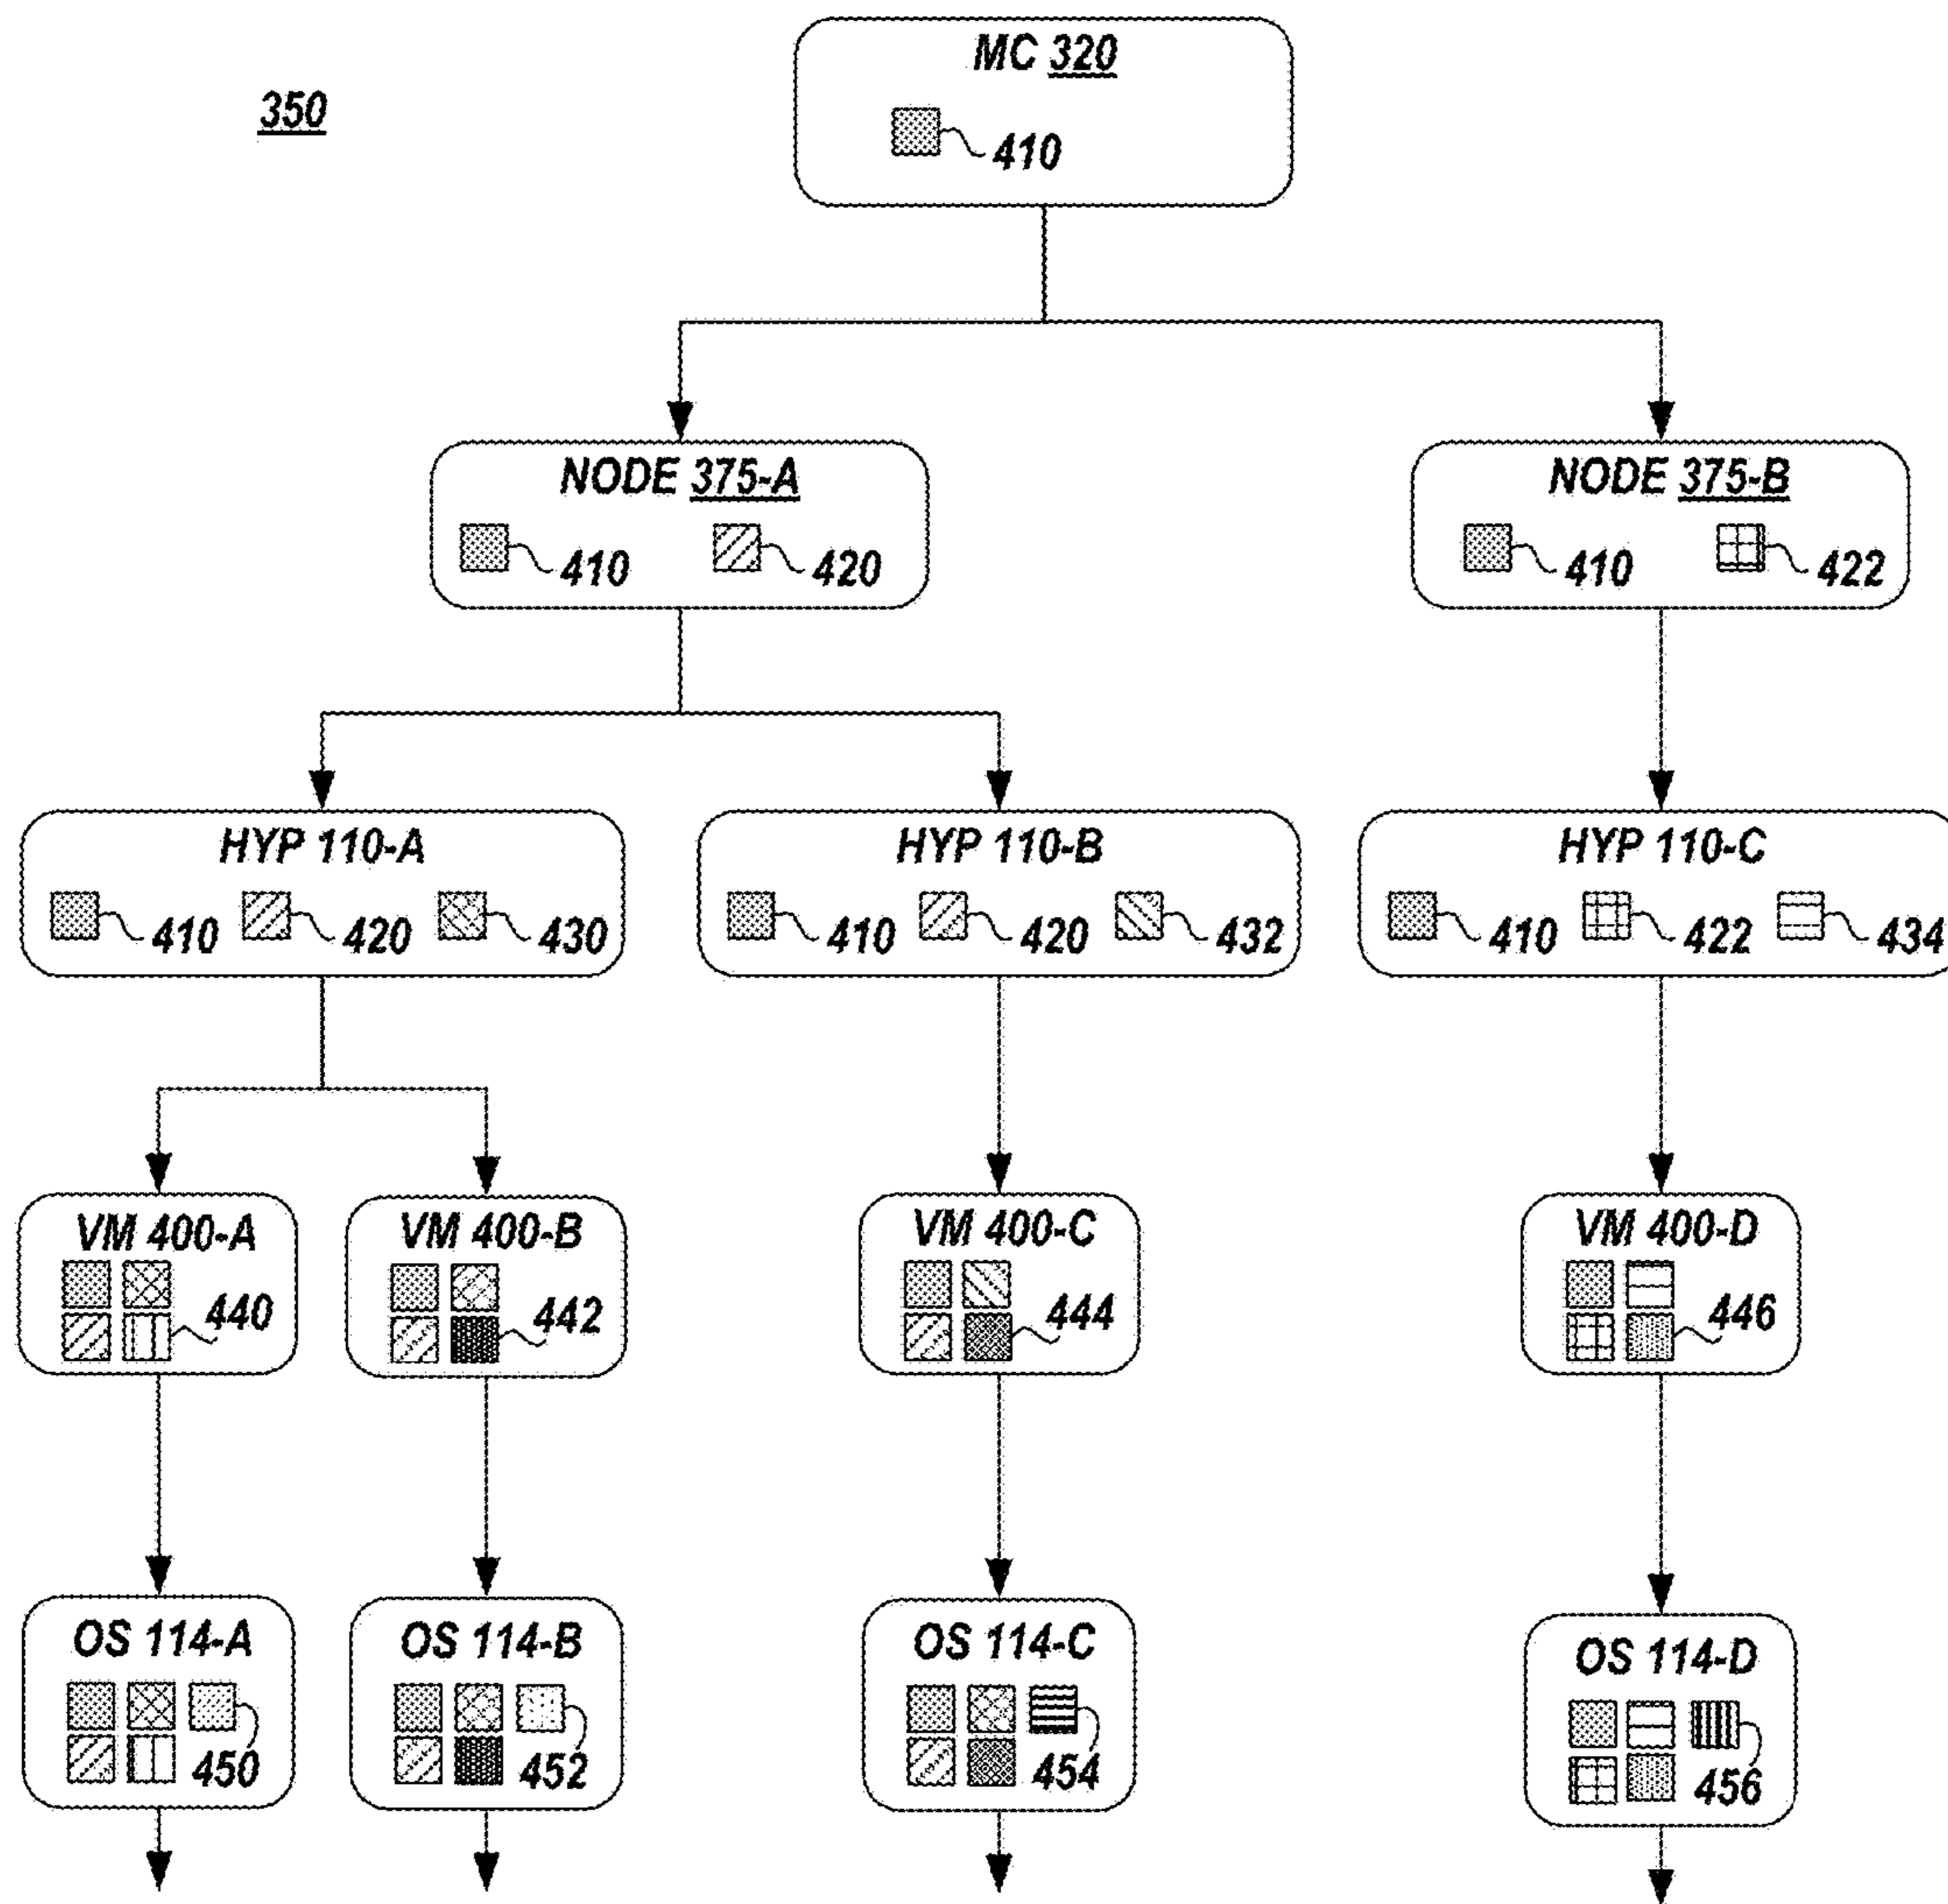 MC 320
350
410
NODE 375-A
NODE 375-B
410
420
410
422
HYP 110-A
HYP 110-B
HYP 110-C
410
420
430
410
420
432
410
422
434
VM 400-A
VM 400-B
VM 400-C
VM 400-D
440
442
444
446
OS 114-A
OS 114-B
OS 114-C
OS 114-D
450
452
454
456